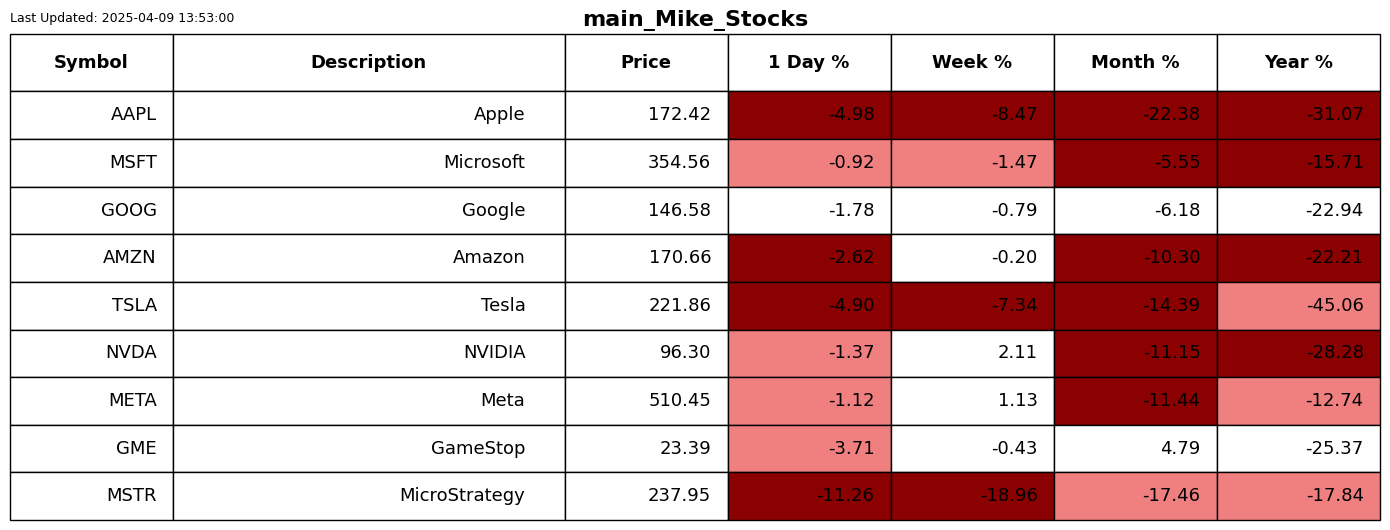 Last Updated: 2025-04-09 13:53:00
main_Mike_Stocks
Symbol Description Price 1 Day % Week % Month % Year %
AAPL Apple 172.42 -4.98 -8.47 -22.38 -31.07
MSFT Microsoft 354.56 -0.92 -1.47 -5.55 -15.71
GOOG Google 146.58 -1.78 -0.79 -6.18 -22.94
AMZN Amazon 170.66 -2.62 -0.20 -10.30 -22.21
TSLA Tesla 221.86 -4.90 -7.34 -14.39 -45.06
NVDA NVIDIA 96.30 -1.37 2.11 -11.15 -28.28
META Meta 510.45 -1.12 1.13 -11.44 -12.74
GME GameStop 23.39 -3.71 -0.43 4.79 -25.37
MSTR MicroStrategy 237.95 -11.26 -18.96 -17.46 -17.84